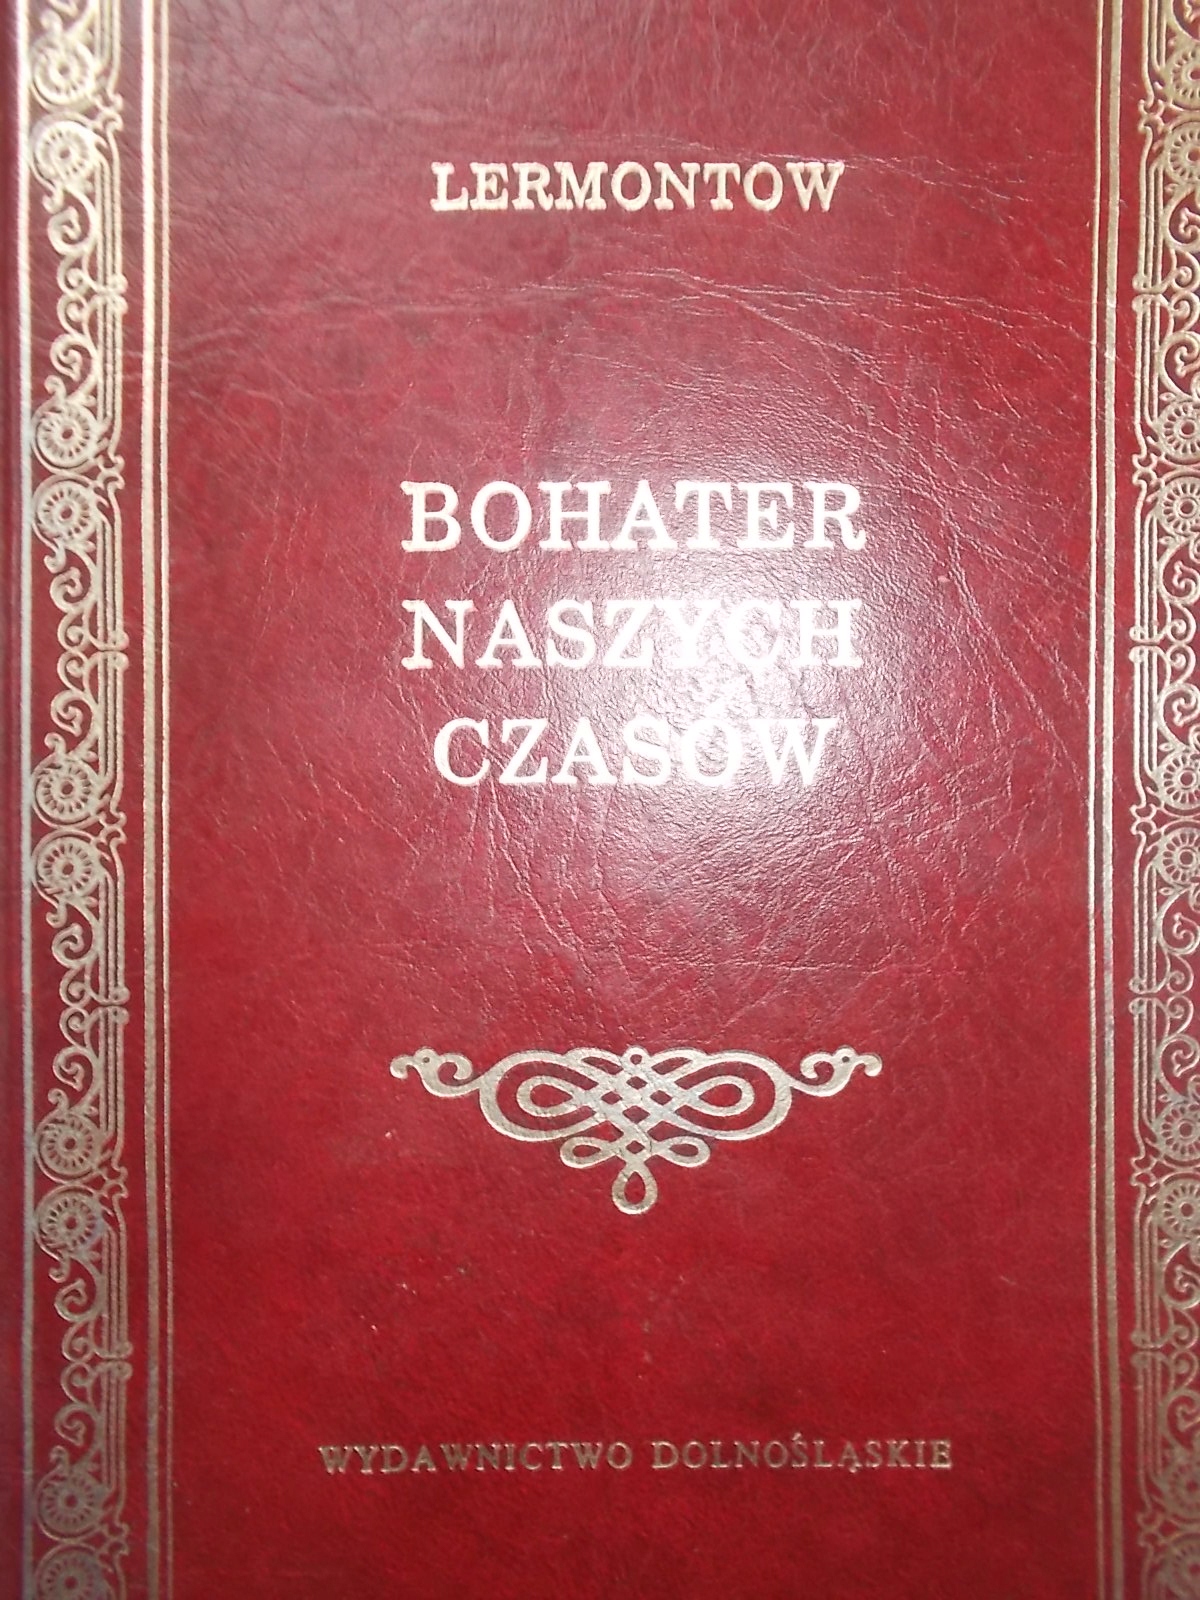 LERMONTOW
BOHATER
NASZYCH
CZASÓW
WYDAWNICTWO DOLNOŚLĄSKIE